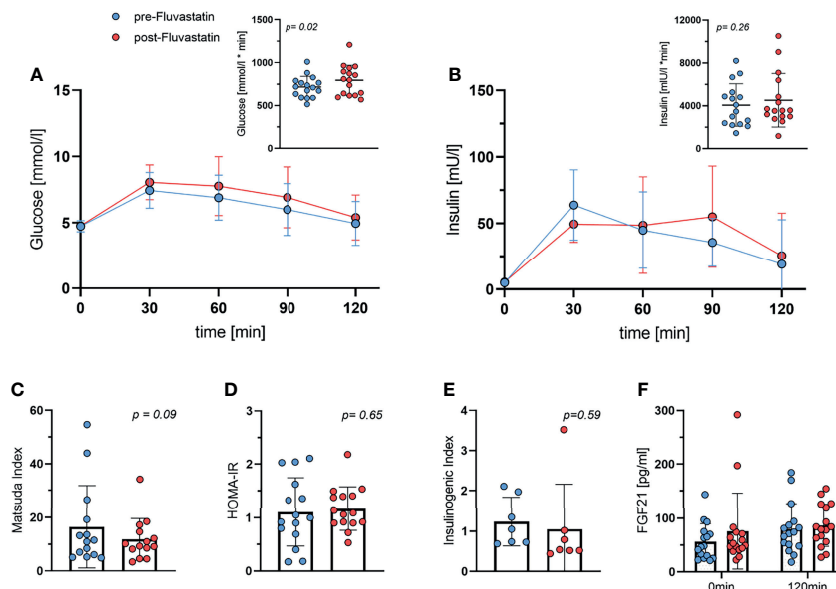 pre-Fluvastatin
post-Fluvastatin
A
Glucose [mmol/l]
15
10
5
0
0 30 60 90 120
time [min]
Glucose [mmol/l * min]
1500
1000
500
0
p= 0.02
B
Insulin [mU/l]
150
100
50
0
0 30 60 90 120
time [min]
Insulin [mU/l *min]
12000
8000
4000
0
p= 0.26
C
Matsuda Index
60
40
20
0
p = 0.09
D
HOMA-IR
3
2
1
0
p= 0.65
E
Insulinogenic Index
4
3
2
1
0
p=0.59
F
FGF21 [pg/ml]
300
200
150
100
50
0
0min 120min